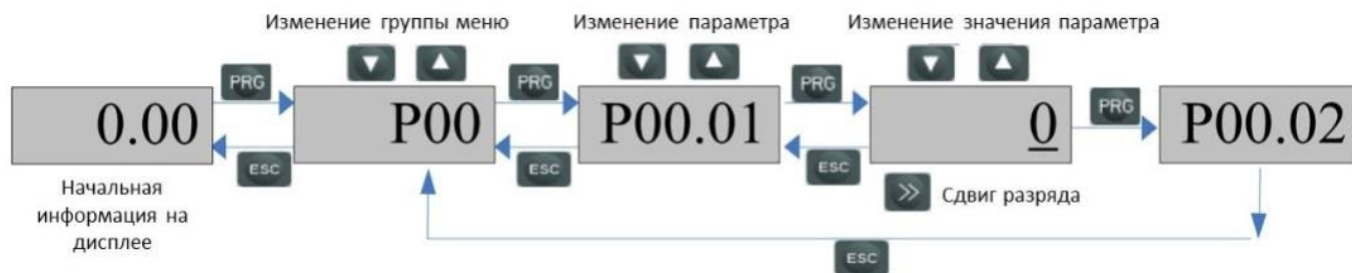 Изменение группы меню
Изменение параметра
Изменение значения параметра
PRG
PRG
PRG
PRG
0.00
P00
P00.01
0
P00.02
ESC
ESC
ESC
Начальная
информация на
дисплее
Сдвиг разряда
ESC